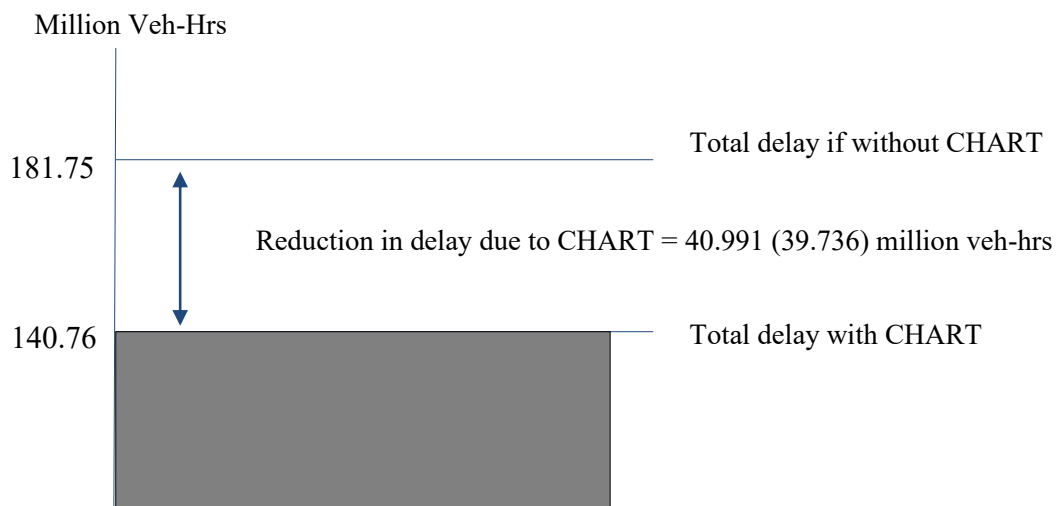 Million Veh-Hrs
Total delay if without CHART
181.75
Reduction in delay due to CHART = 40.991 (39.736) million veh-hrs
140.76
Total delay with CHART